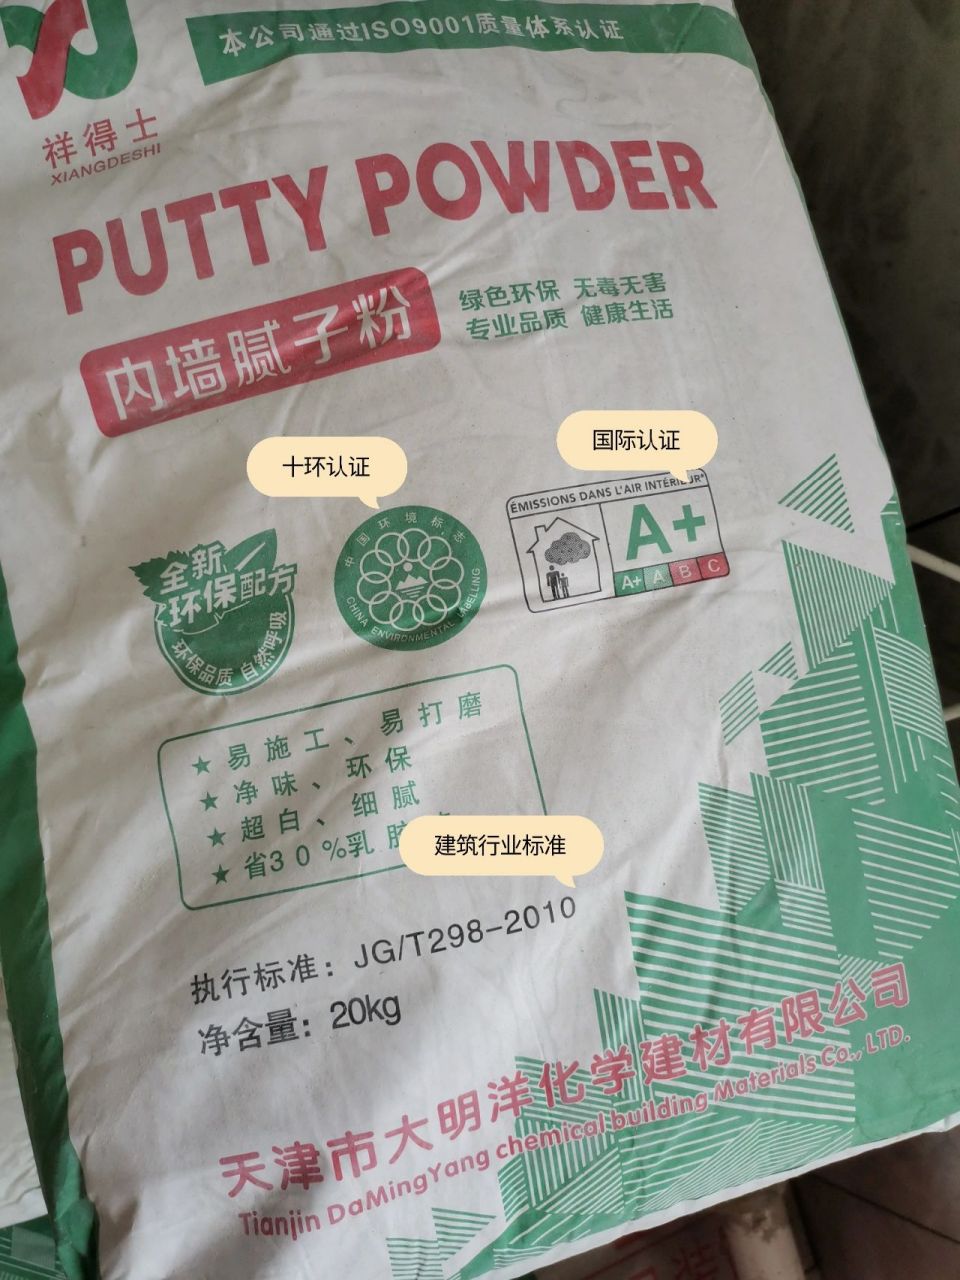 本公司通过ISO9001质量体系认证
祥得士
XIANGDESHI
PUTTY POWDER
内墙腻子粉
绿色环保 无毒无害
专业品质 健康生活
十环认证
国际认证
全新
环保配方
环保品质 自然呼吸
中国环境标志
CHINA ENVIRONMENTAL LABELLING
ÉMISSIONS DANS L'AIR INTÉRIEUR*
A+
A+ A B C
★易施工、易打磨
★净味、环保
★超白、细腻
★省30%乳胶
建筑行业标准
执行标准：JG/T298-2010
净含量：20kg
天津市大明洋化学建材有限公司
Tianjin DaMingYang chemical building Materials Co., LTD.